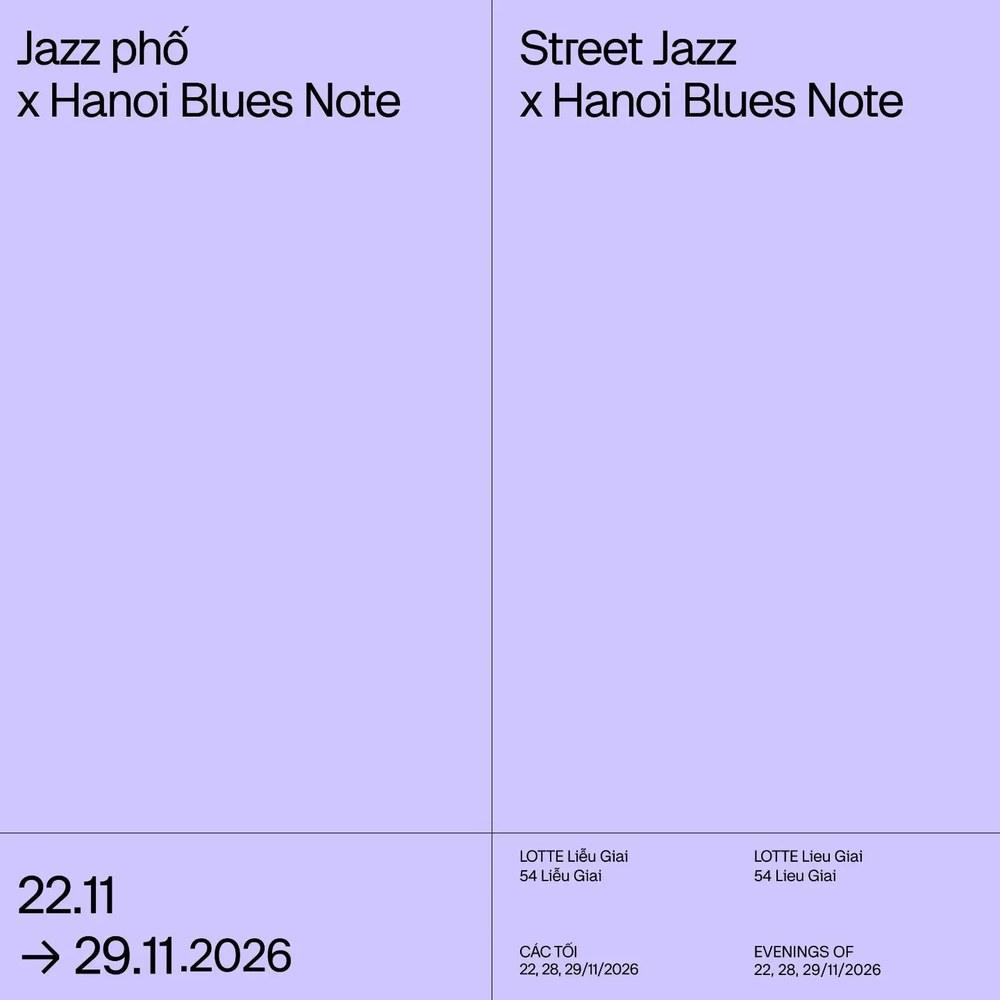 Jazz phố
x Hanoi Blues Note
Street Jazz
x Hanoi Blues Note
22.11
→ 29.11.2026
LOTTE Liễu Giai
54 Liễu Giai
CÁC TỐI
22, 28, 29/11/2026
LOTTE Lieu Giai
54 Lieu Giai
EVENINGS OF
22, 28, 29/11/2026